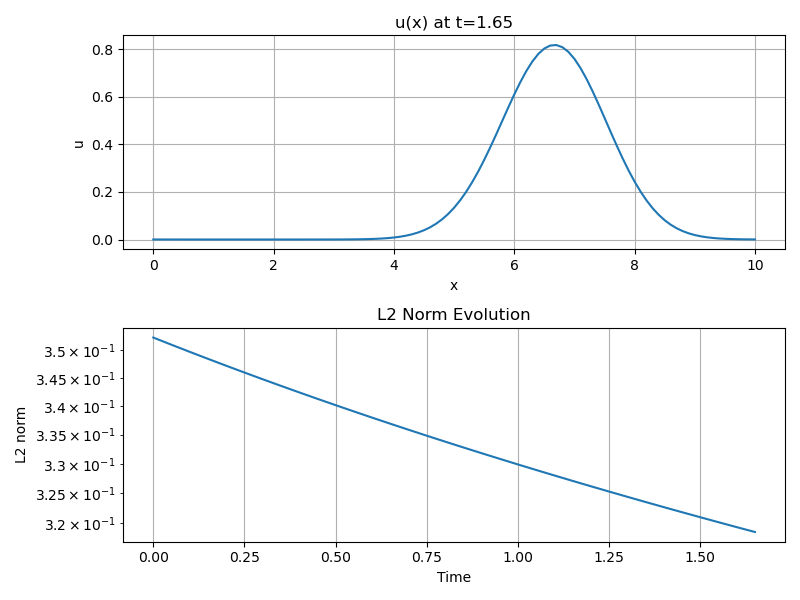 u(x) at t=1.65
0.8
0.6
0.4
0.2
0.0
u
0 2 4 6 8 10
x
L2 Norm Evolution
3.5 × 10⁻¹
3.45 × 10⁻¹
3.4 × 10⁻¹
3.35 × 10⁻¹
3.3 × 10⁻¹
3.25 × 10⁻¹
3.2 × 10⁻¹
L2 norm
0.00 0.25 0.50 0.75 1.00 1.25 1.50
Time